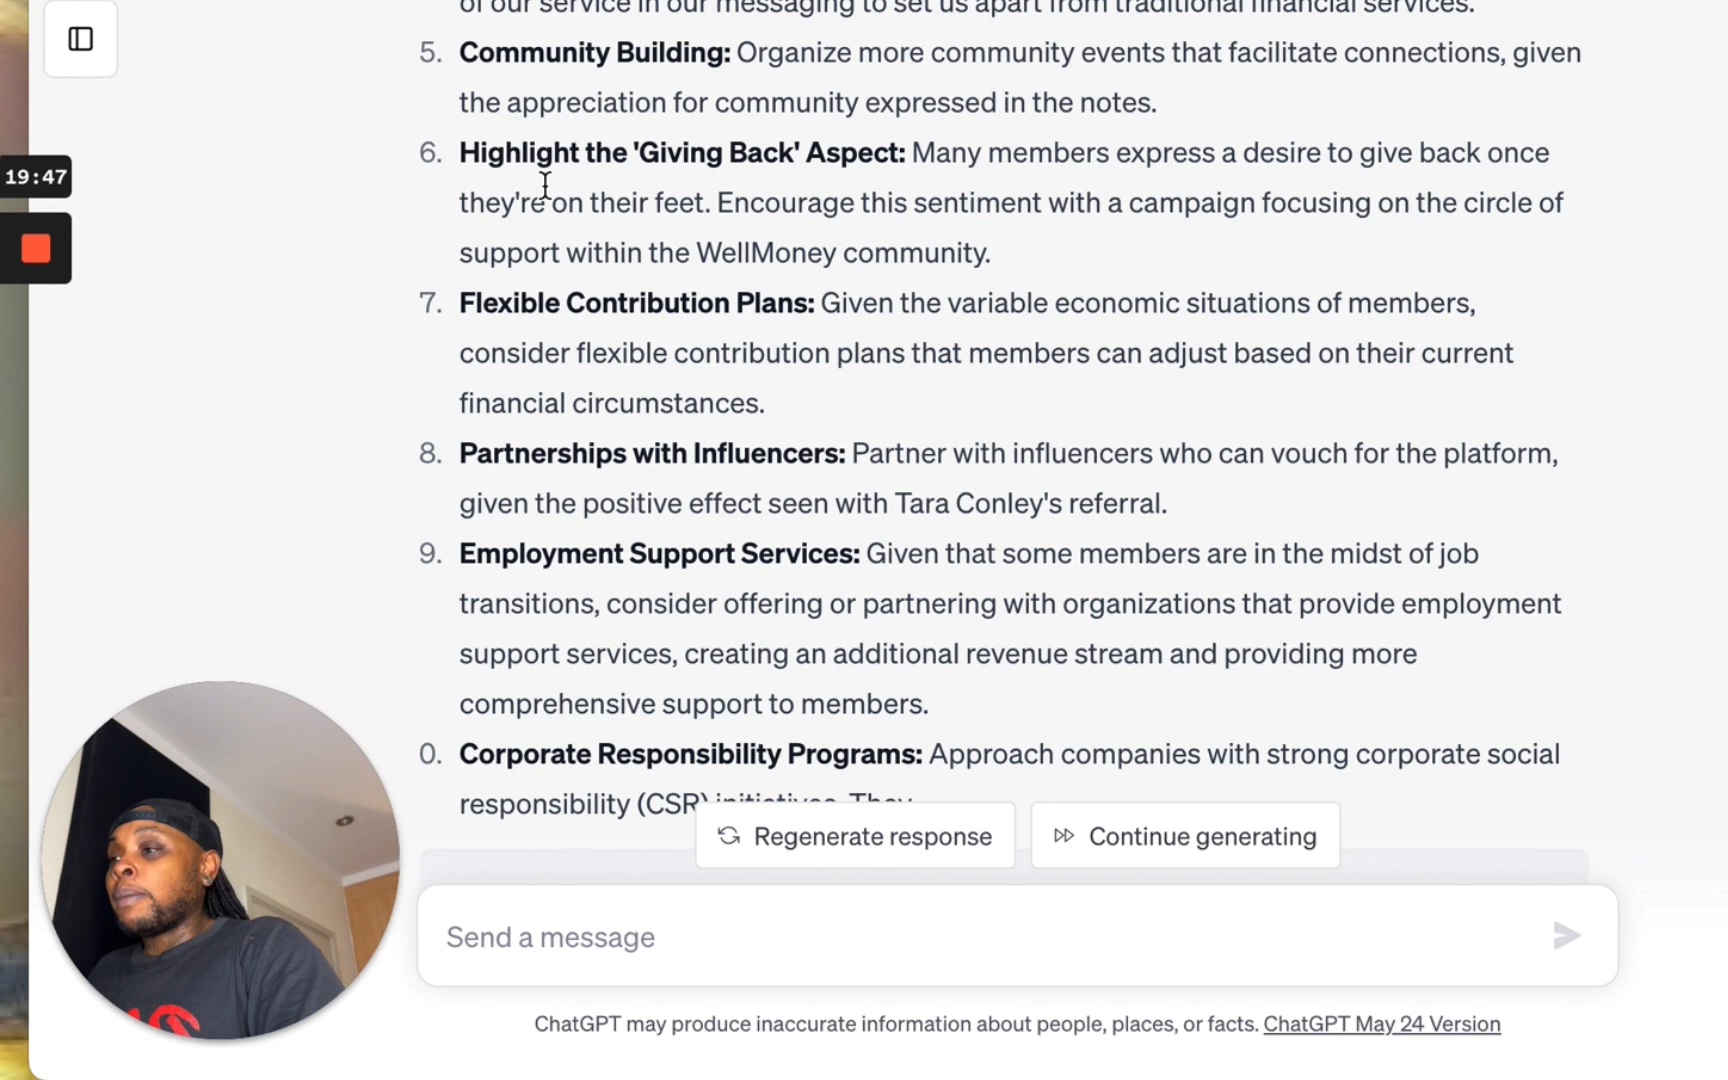 of our service in our messaging to set us apart from traditional financial services.
5. Community Building: Organize more community events that facilitate connections, given
the appreciation for community expressed in the notes.
6. Highlight the 'Giving Back' Aspect: Many members express a desire to give back once
they're on their feet. Encourage this sentiment with a campaign focusing on the circle of
support within the WellMoney community.
7. Flexible Contribution Plans: Given the variable economic situations of members,
consider flexible contribution plans that members can adjust based on their current
financial circumstances.
8. Partnerships with Influencers: Partner with influencers who can vouch for the platform,
given the positive effect seen with Tara Conley's referral.
9. Employment Support Services: Given that some members are in the midst of job
transitions, consider offering or partnering with organizations that provide employment
support services, creating an additional revenue stream and providing more
comprehensive support to members.
0. Corporate Responsibility Programs: Approach companies with strong corporate social
responsibility (CSR) initiatives. They
19:47
Regenerate response
Continue generating
Send a message
ChatGPT may produce inaccurate information about people, places, or facts. ChatGPT May 24 Version